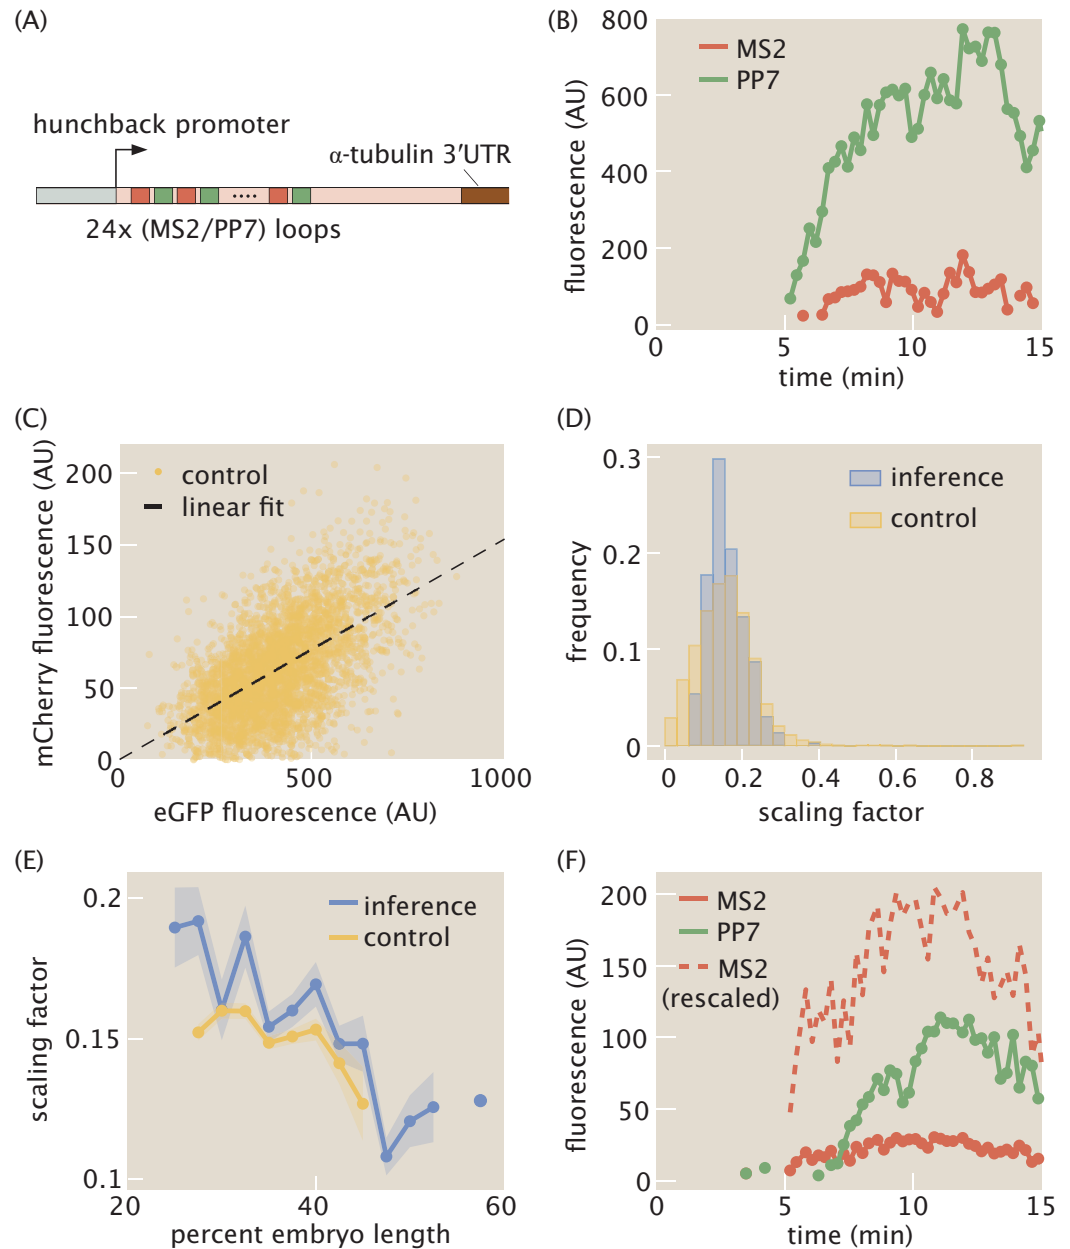 (A)
hunchback promoter
α-tubulin 3′UTR
24x (MS2/PP7) loops
(B)
fluorescence (AU)
800
600
400
200
0
MS2
PP7
0 5 10 15
time (min)
(C)
mCherry fluorescence (AU)
200
150
100
50
0
control
linear fit
0 500 1000
eGFP fluorescence (AU)
(D)
frequency
0.3
0.2
0.1
0
inference
control
0 0.2 0.4 0.6 0.8
scaling factor
(E)
scaling factor
0.2
0.15
0.1
inference
control
20 40 60
percent embryo length
(F)
fluorescence (AU)
200
150
100
50
0
MS2
PP7
MS2
(rescaled)
0 5 10 15
time (min)